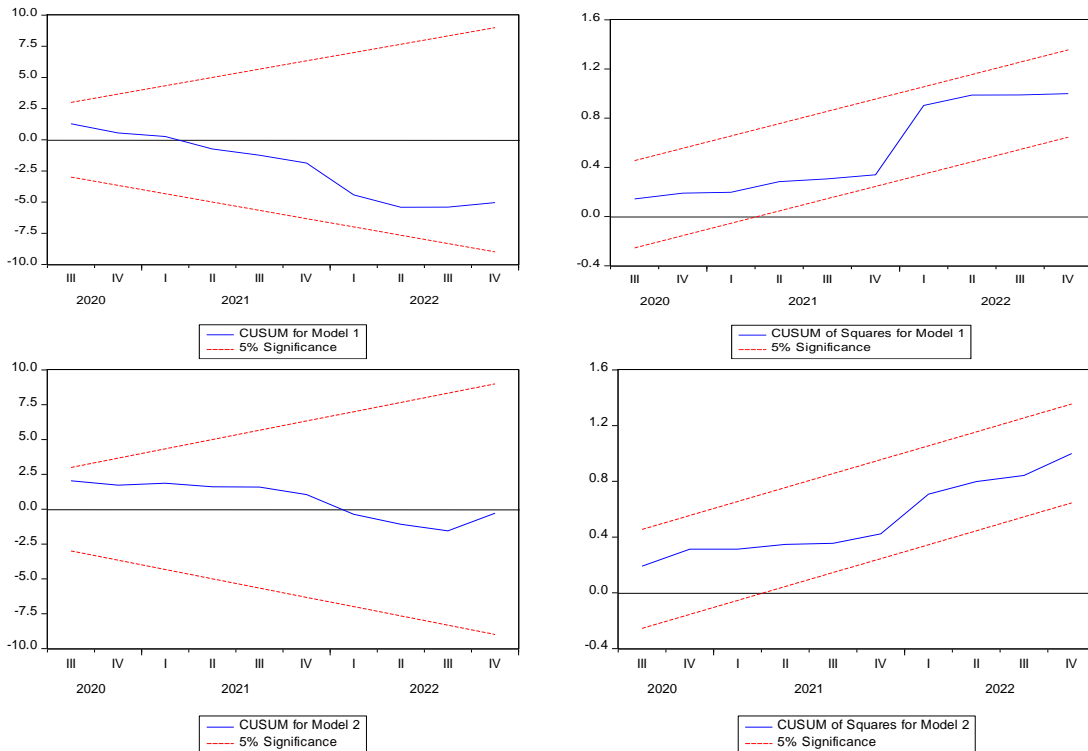 10.0
7.5
5.0
2.5
0.0
-2.5
-5.0
-7.5
-10.0
III IV I II III IV I II III IV
2020 2021 2022
CUSUM for Model 1
5% Significance
1.6
1.2
0.8
0.4
0.0
-0.4
III IV I II III IV I II III IV
2020 2021 2022
CUSUM of Squares for Model 1
5% Significance
10.0
7.5
5.0
2.5
0.0
-2.5
-5.0
-7.5
-10.0
III IV I II III IV I II III IV
2020 2021 2022
CUSUM for Model 2
5% Significance
1.6
1.2
0.8
0.4
0.0
-0.4
III IV I II III IV I II III IV
2020 2021 2022
CUSUM of Squares for Model 2
5% Significance